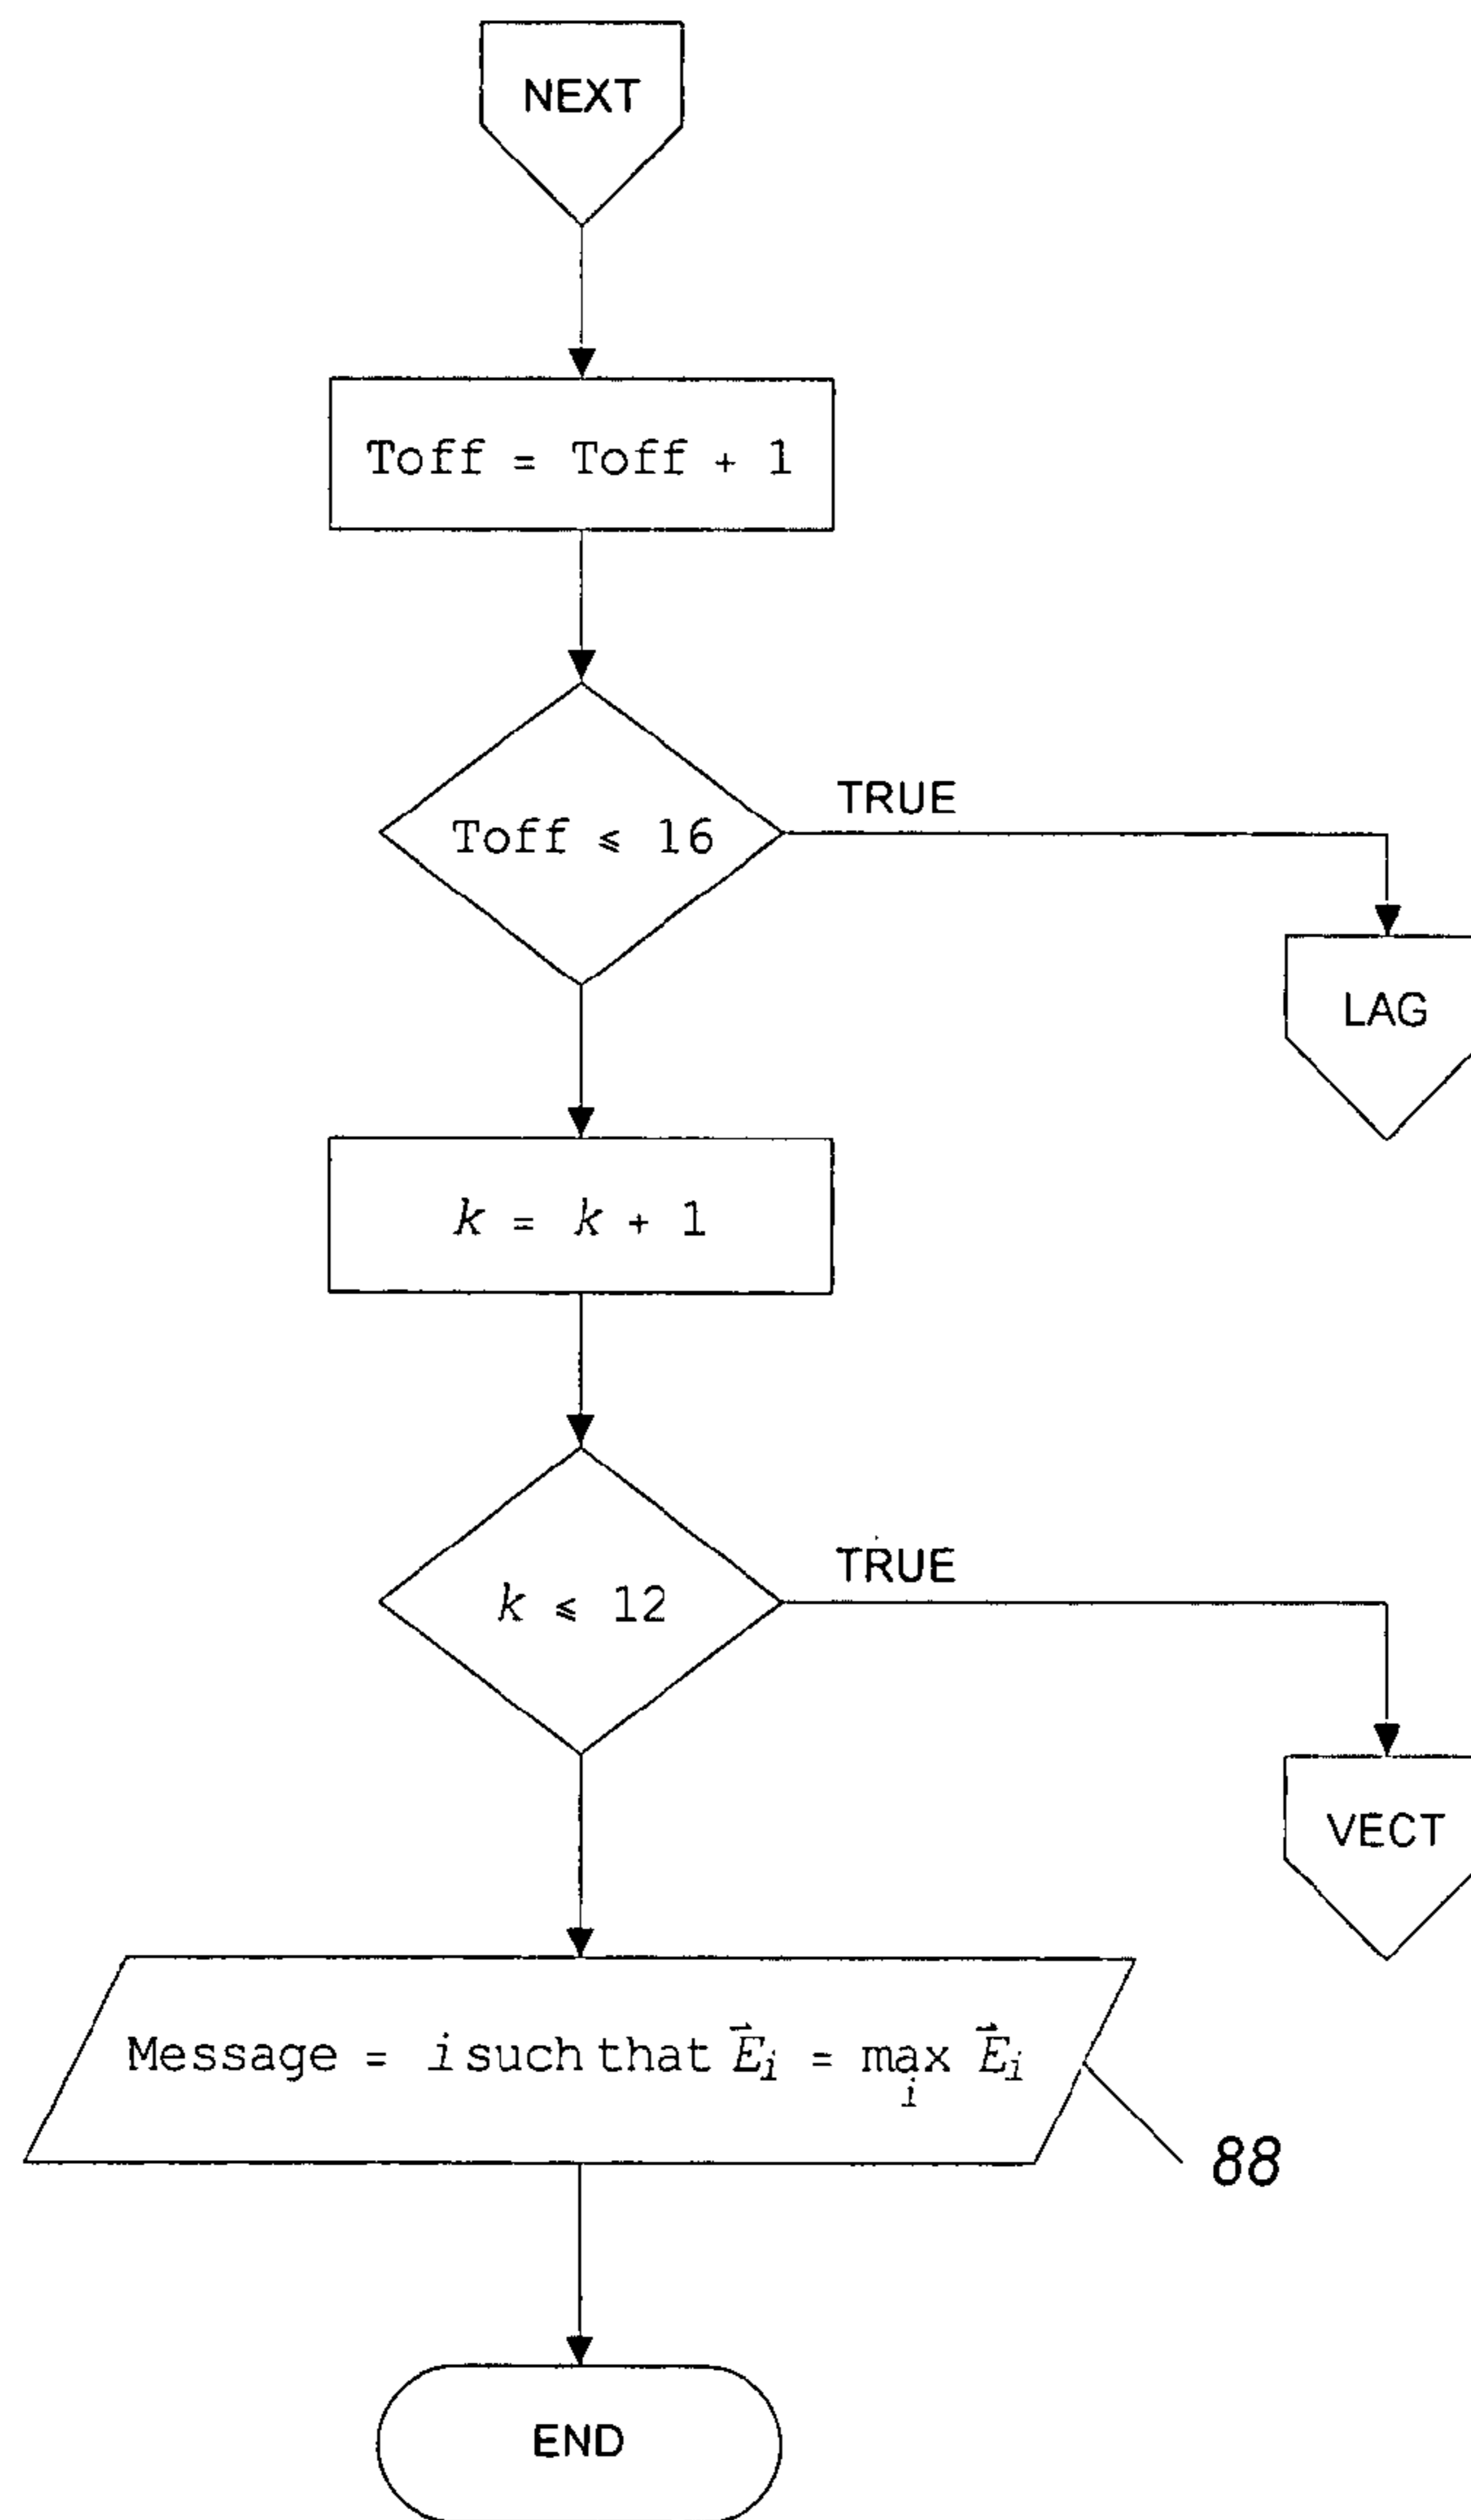 NEXT
Toff = Toff + 1
Toff ⩽ 16
TRUE
LAG
k = k + 1
k ⩽ 12
TRUE
VECT
Message = i such that E⃗i = max E⃗i
i
88
END